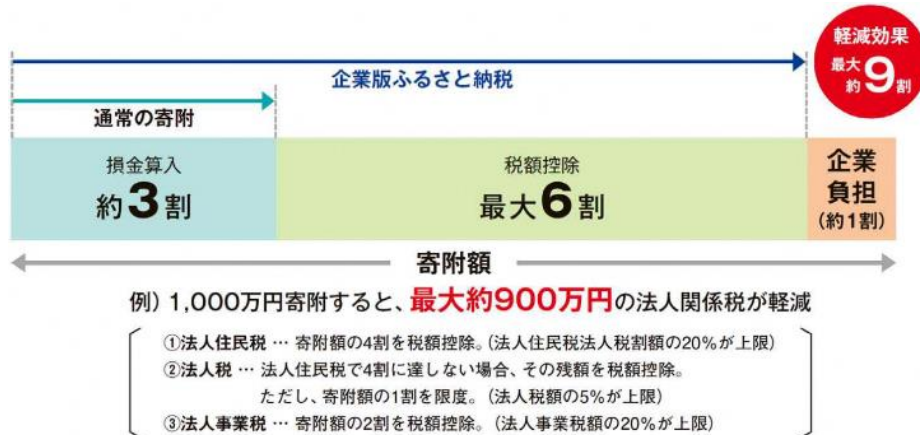 軽減効果
最大約9割
企業版ふるさと納税
通常の寄附
損金算入
約3割
税額控除
最大6割
企業
負担
(約1割)
寄附額
例）1,000万円寄附すると、最大約900万円の法人関係税が軽減
①法人住民税 … 寄附額の4割を税額控除。(法人住民税法人税割額の20%が上限)
②法人税 … 法人住民税で4割に達しない場合、その残額を税額控除。
ただし、寄附額の1割を限度。(法人税額の5%が上限)
③法人事業税 … 寄附額の2割を税額控除。(法人事業税額の20%が上限)